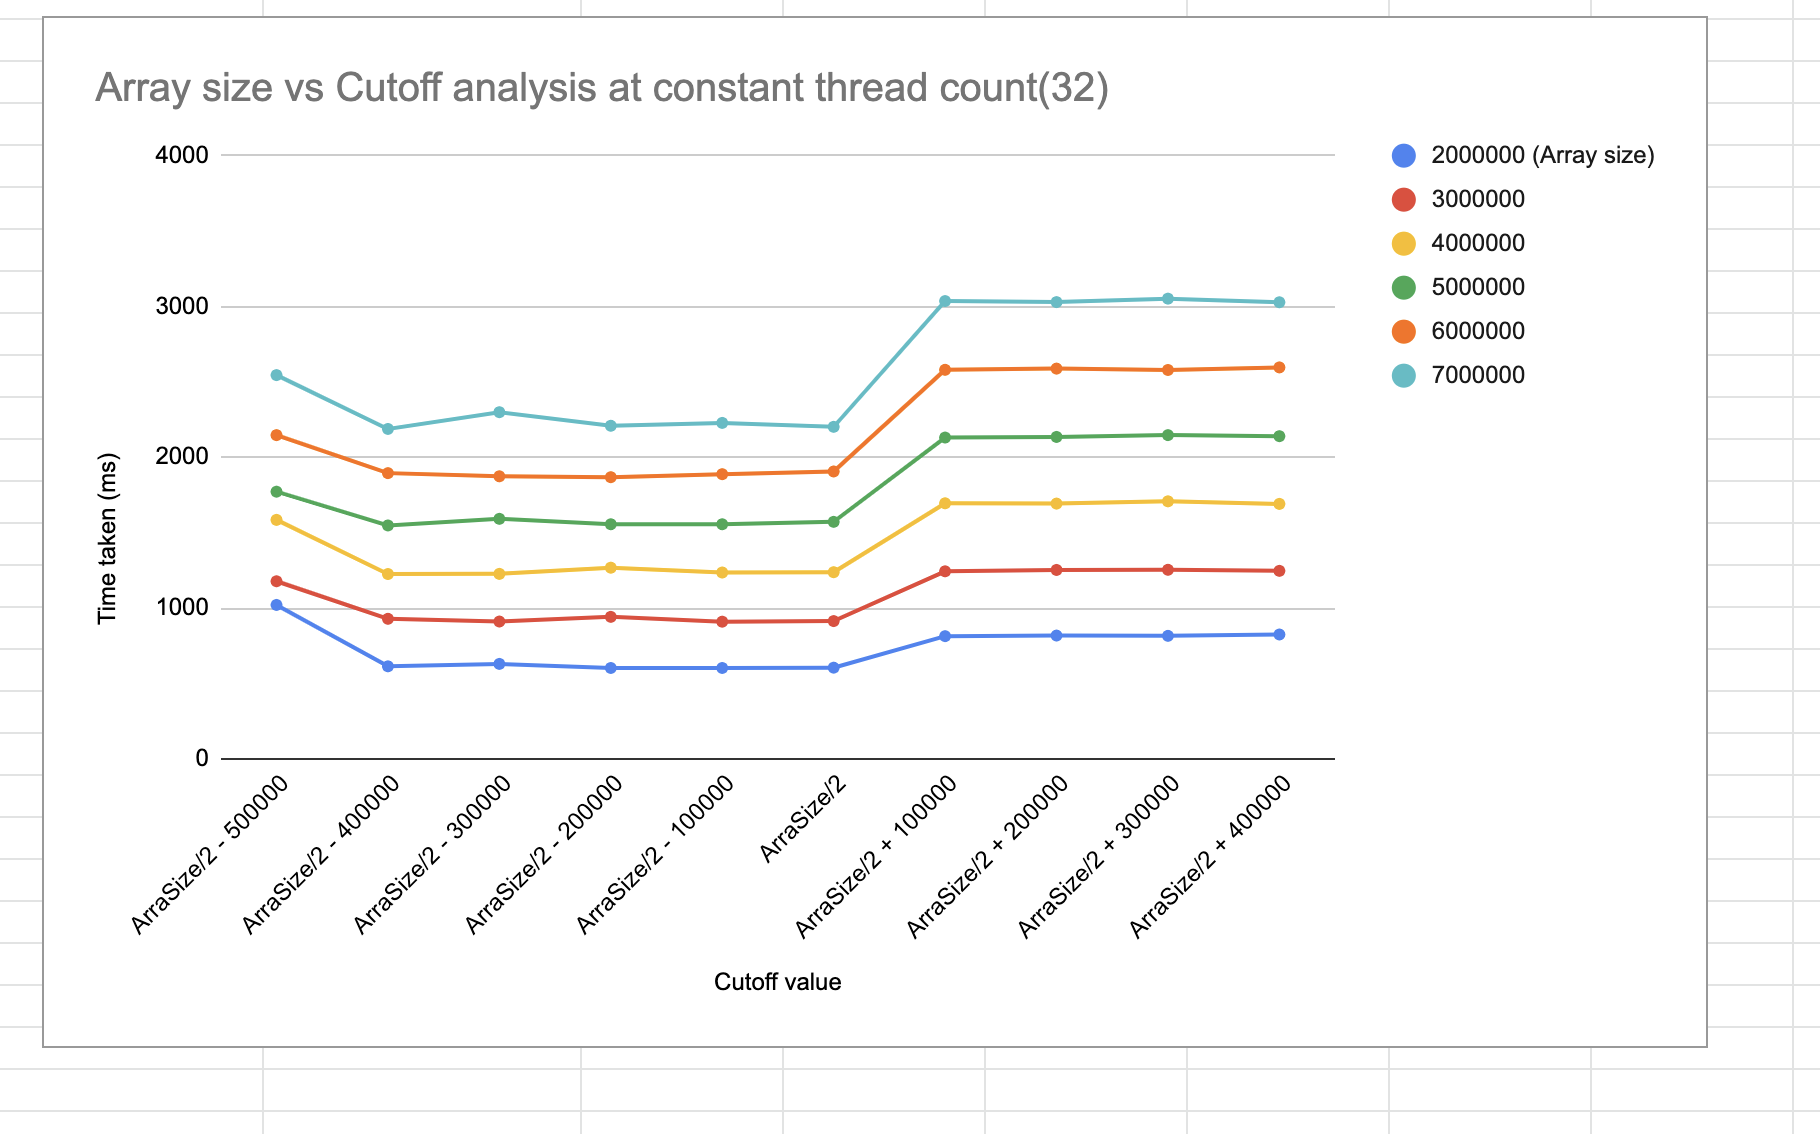 Array size vs Cutoff analysis at constant thread count(32)
4000
3000
2000
1000
0
Time taken (ms)
2000000 (Array size)
3000000
4000000
5000000
6000000
7000000
ArraSize/2 - 500000
ArraSize/2 - 400000
ArraSize/2 - 300000
ArraSize/2 - 200000
ArraSize/2 - 100000
ArraSize/2
ArraSize/2 + 100000
ArraSize/2 + 200000
ArraSize/2 + 300000
ArraSize/2 + 400000
Cutoff value